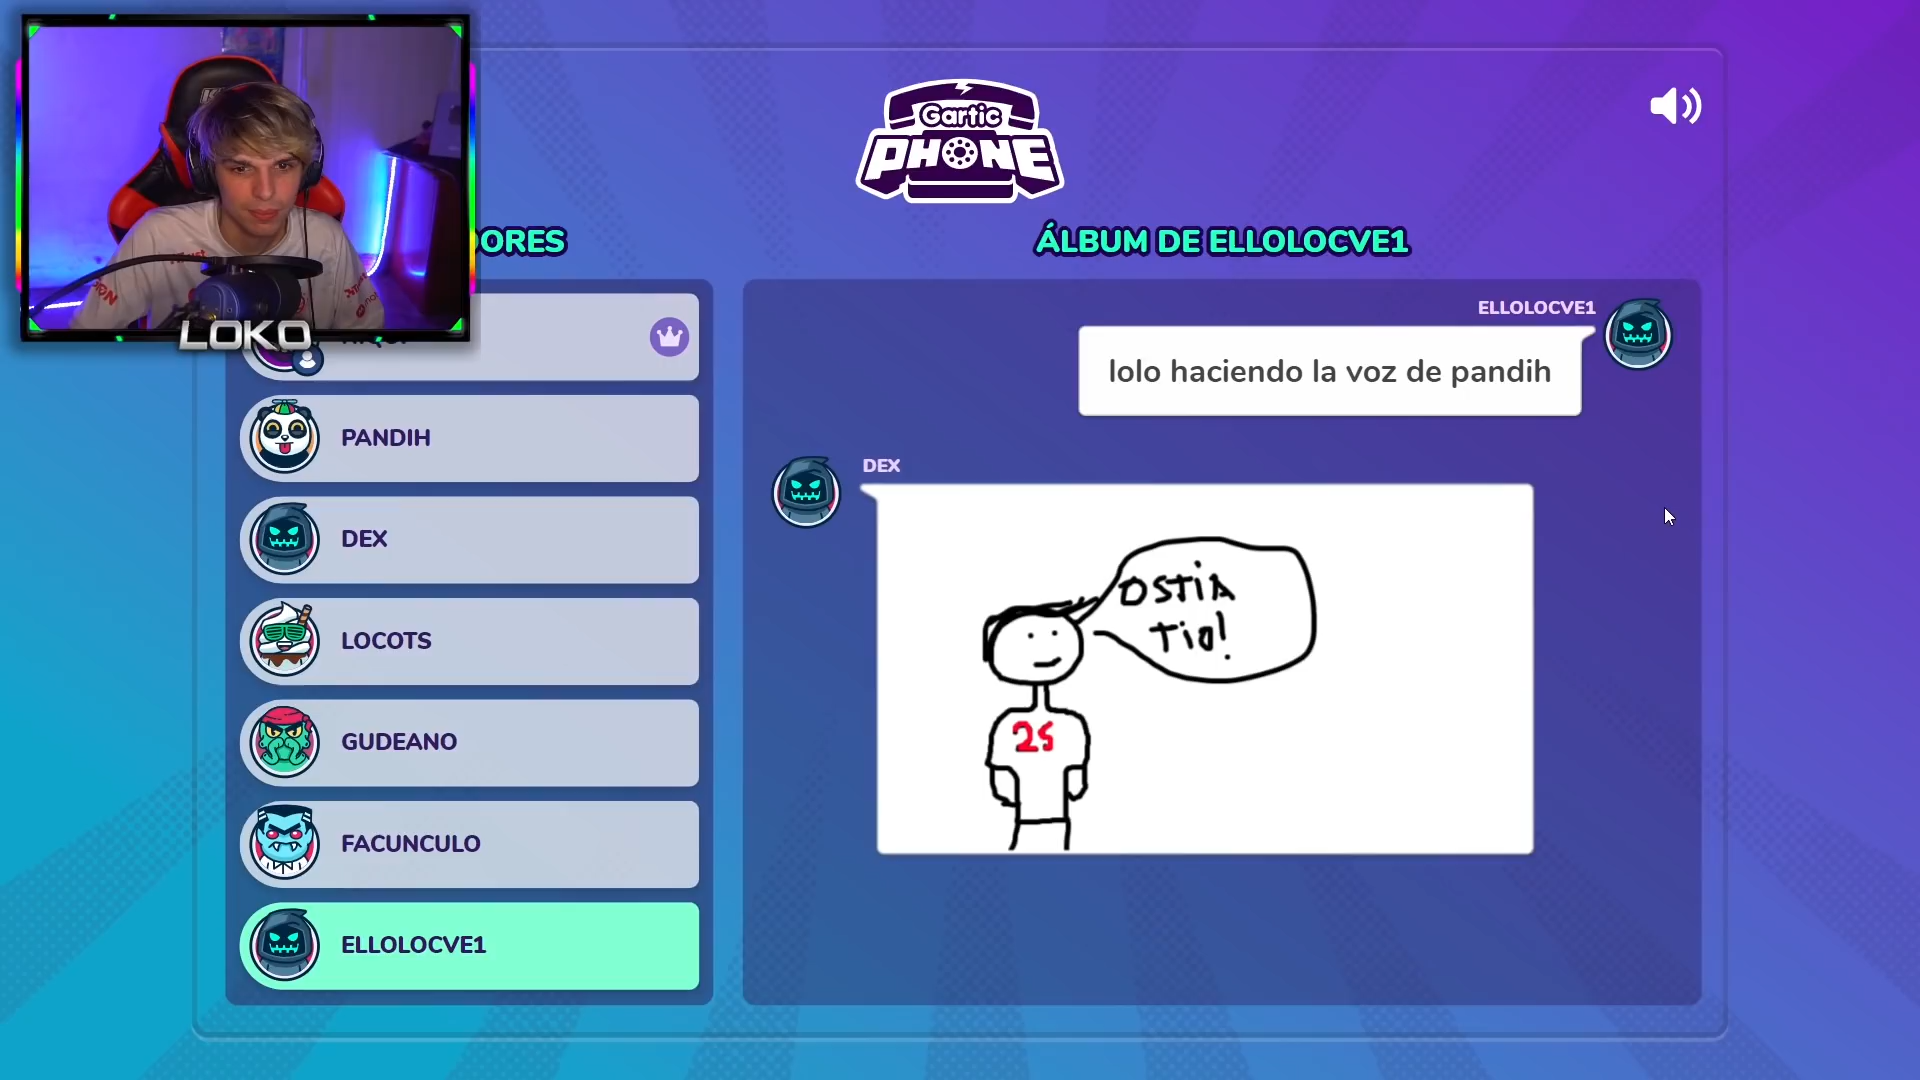 Gartic
PHONE
DORES
ÁLBUM DE ELLOLOCVE1
LOKO
PANDIH
DEX
LOCOTS
GUDEANO
FACUNCULO
ELLOLOCVE1
ELLOLOCVE1
lolo haciendo la voz de pandih
DEX
OSTIA
TIO!
25